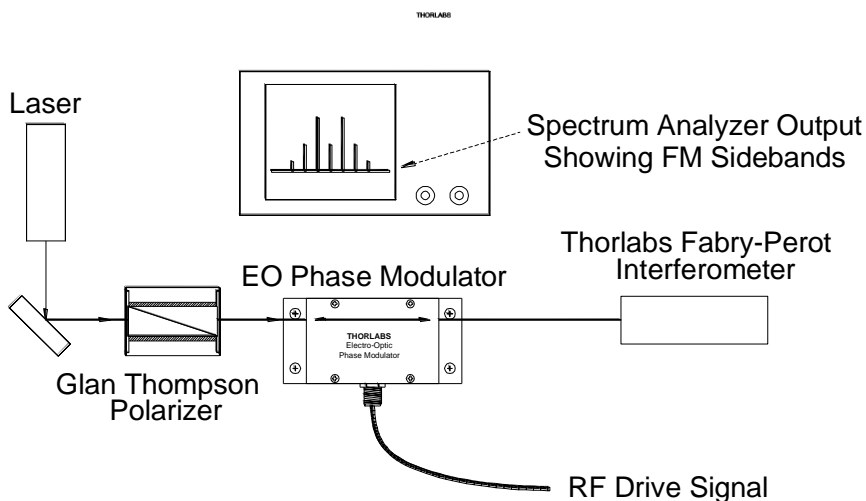 THORLABS
Laser
Spectrum Analyzer Output
Showing FM Sidebands
Thorlabs Fabry-Perot
Interferometer
EO Phase Modulator
THORLABS
Electro-Optic
Phase Modulator
Glan Thompson
Polarizer
RF Drive Signal